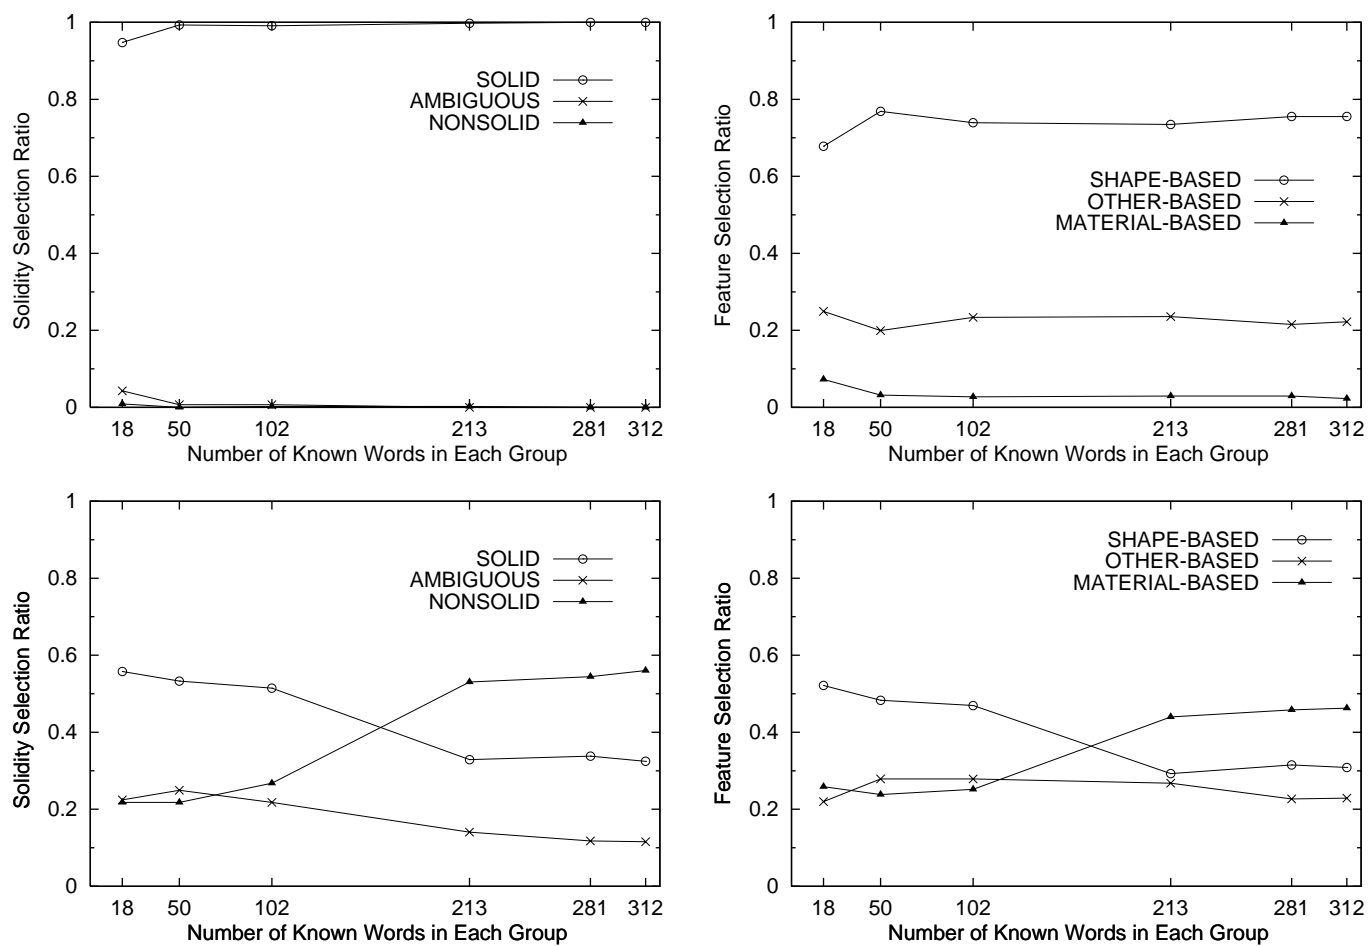 1
0.8
0.6
0.4
0.2
0
Solidity Selection Ratio
SOLID
AMBIGUOUS
NONSOLID
18 50 102 213 281 312
Number of Known Words in Each Group
1
0.8
0.6
0.4
0.2
0
Feature Selection Ratio
SHAPE-BASED
OTHER-BASED
MATERIAL-BASED
18 50 102 213 281 312
Number of Known Words in Each Group
1
0.8
0.6
0.4
0.2
0
Solidity Selection Ratio
SOLID
AMBIGUOUS
NONSOLID
18 50 102 213 281 312
Number of Known Words in Each Group
1
0.8
0.6
0.4
0.2
0
Feature Selection Ratio
SHAPE-BASED
OTHER-BASED
MATERIAL-BASED
18 50 102 213 281 312
Number of Known Words in Each Group